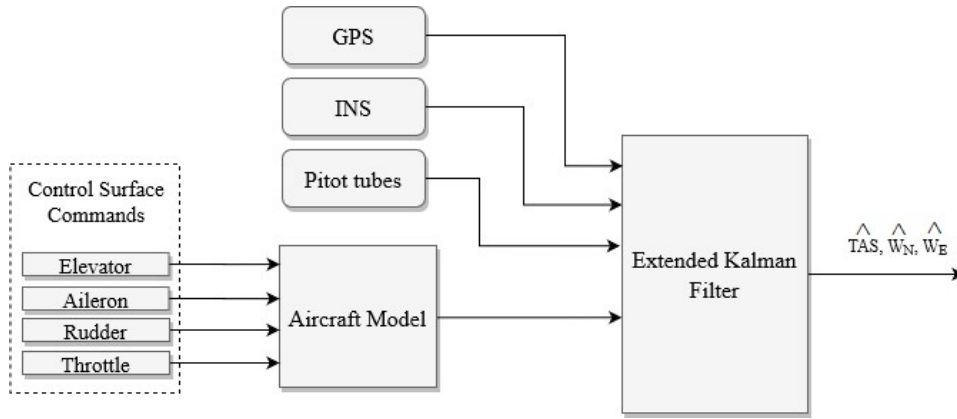 GPS
INS
Pitot tubes
Control Surface
Commands
Elevator
Aileron
Rudder
Throttle
Aircraft Model
Extended Kalman
Filter
^ ^ ^
TAS, W_N, W_E